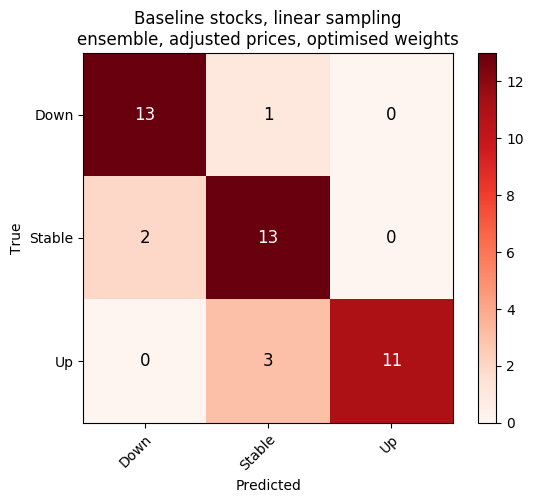 Baseline stocks, linear sampling
ensemble, adjusted prices, optimised weights
Down 13 1 0
Stable 2 13 0
Up 0 3 11
Down Stable Up
True
Predicted
12
10
8
6
4
2
0